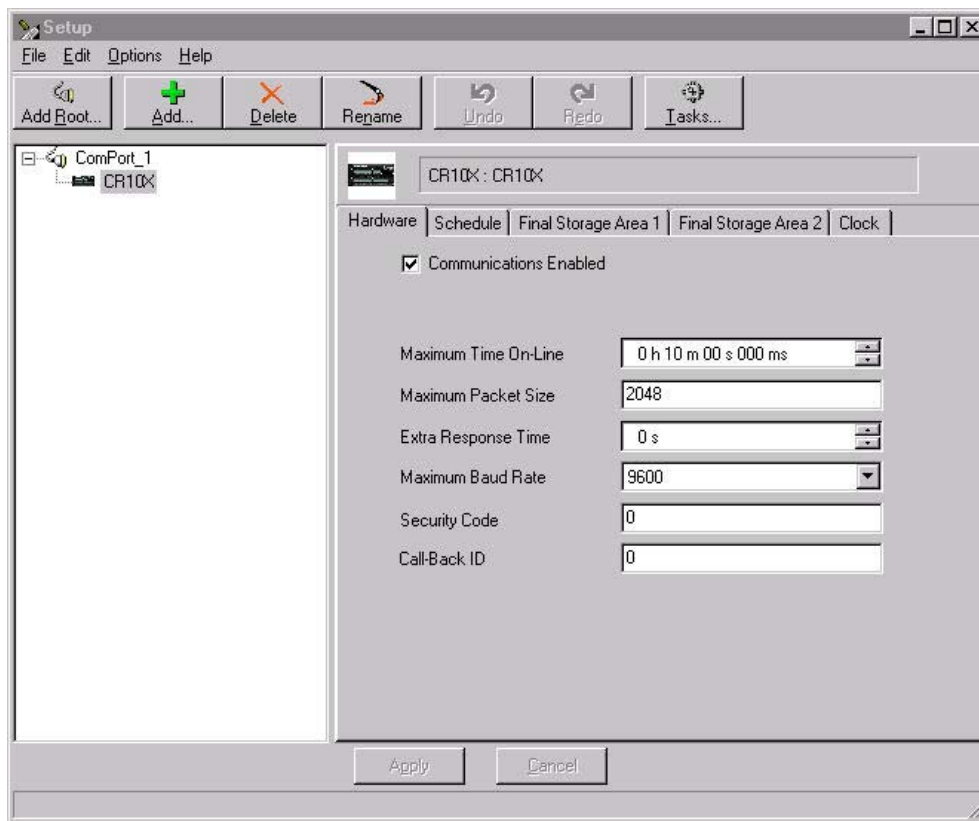 Setup
File Edit Options Help
Add Root... Add... Delete Rename Undo Redo Tasks...
ComPort_1
CR10X
CR10X : CR10X
Hardware Schedule Final Storage Area 1 Final Storage Area 2 Clock
Communications Enabled
Maximum Time On-Line 0 h 10 m 00 s 000 ms
Maximum Packet Size 2048
Extra Response Time 0 s
Maximum Baud Rate 9600
Security Code 0
Call-Back ID 0
Apply Cancel